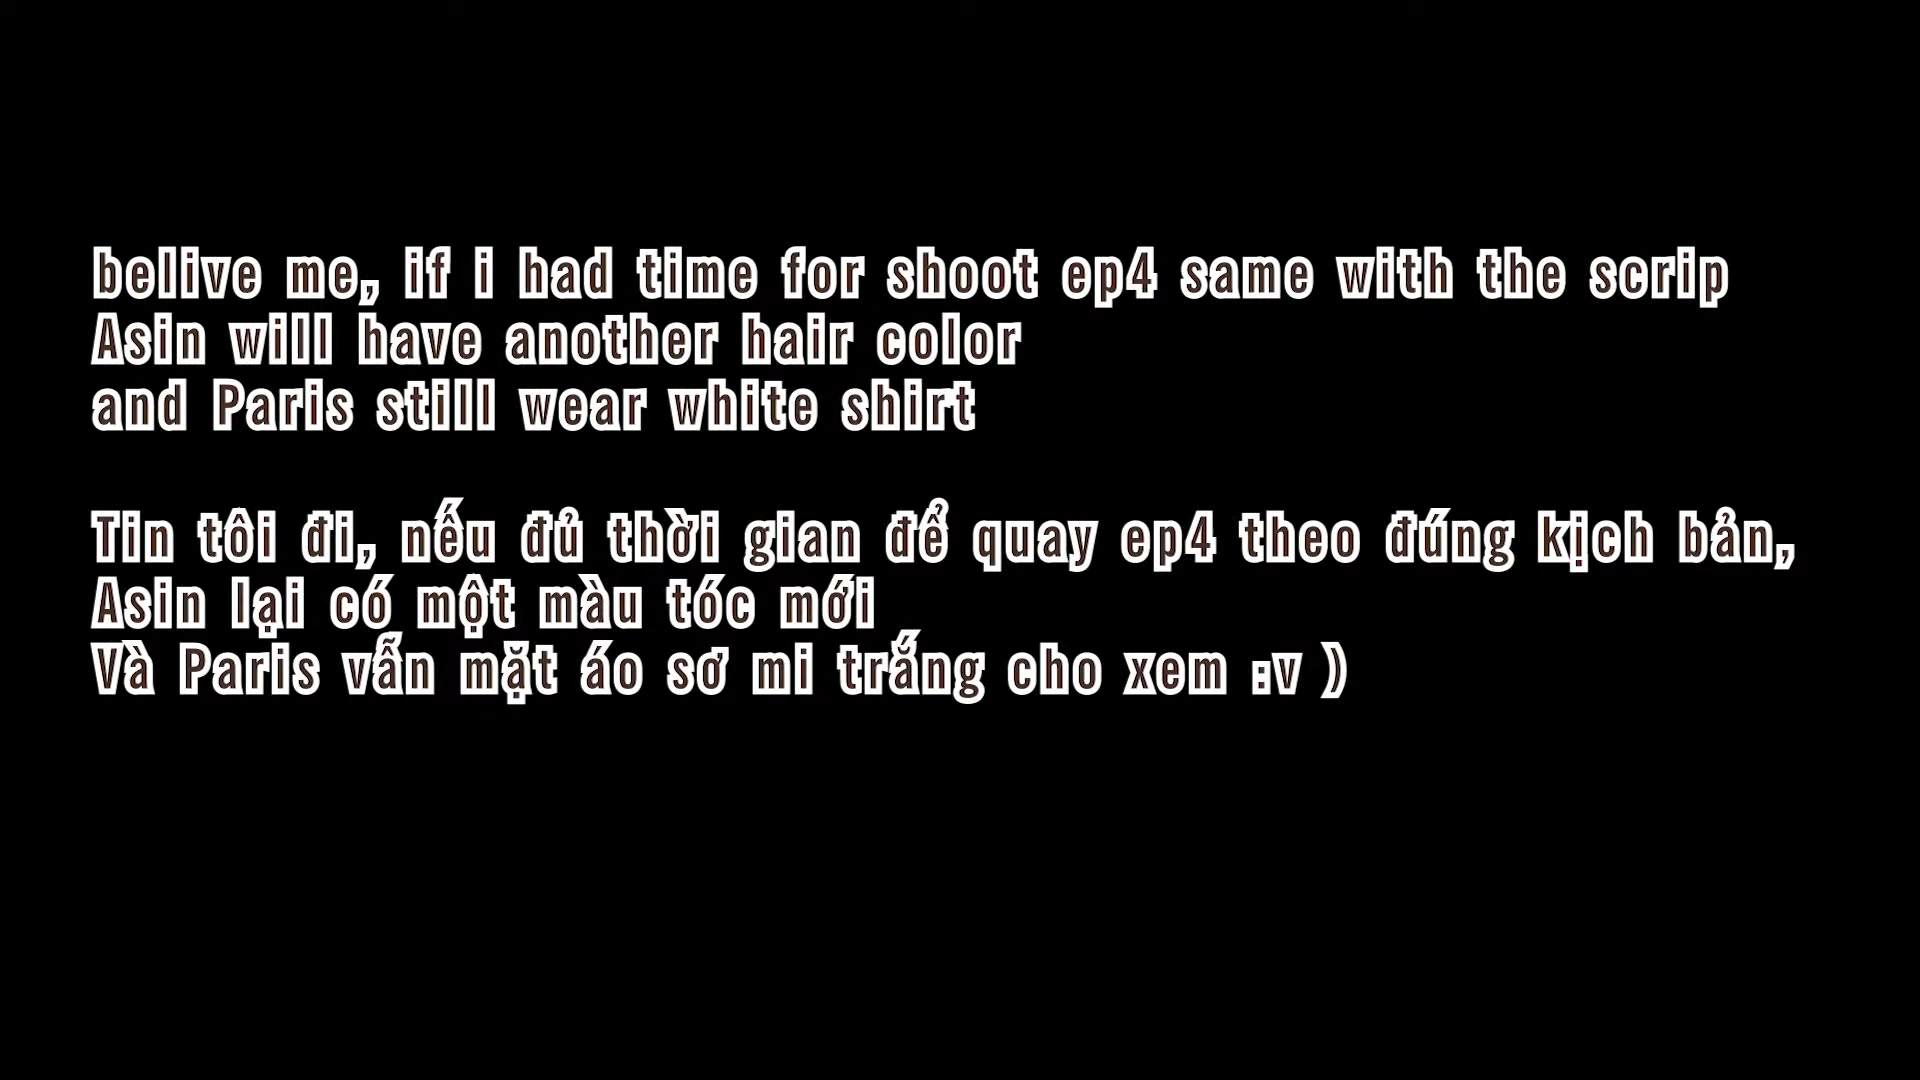 belive me, if i had time for shoot ep4 same with the scrip
Asin will have another hair color
and Paris still wear white shirt
Tin tôi đi, nếu đủ thời gian để quay ep4 theo đúng kịch bản,
Asin lại có một màu tóc mới
Và Paris vẫn mặt áo sơ mi trắng cho xem :v )